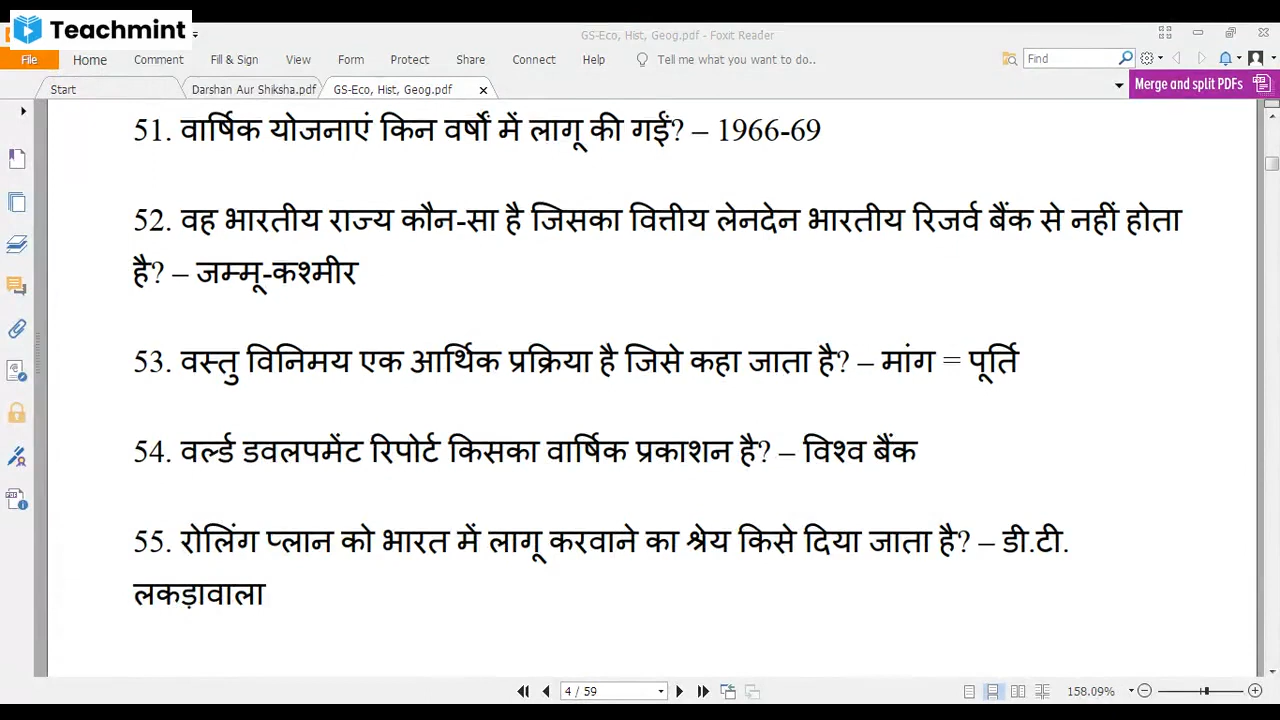 Teachmint
GS-Eco, Hist, Geog.pdf - Foxit Reader
File Home Comment Fill & Sign View Form Protect Share Connect Help Tell me what you want to do.. Find
Start Darshan Aur Shiksha.pdf GS-Eco, Hist, Geog.pdf Merge and split PDFs
51. वार्षिक योजनाएं किन वर्षों में लागू की गईं? – 1966-69
52. वह भारतीय राज्य कौन-सा है जिसका वित्तीय लेनदेन भारतीय रिजर्व बैंक से नहीं होता
है? – जम्मू-कश्मीर
53. वस्तु विनिमय एक आर्थिक प्रक्रिया है जिसे कहा जाता है? – मांग = पूर्ति
54. वर्ल्ड डवलपमेंट रिपोर्ट किसका वार्षिक प्रकाशन है? – विश्व बैंक
55. रोलिंग प्लान को भारत में लागू करवाने का श्रेय किसे दिया जाता है? – डी.टी.
लकड़ावाला
4 / 59 158.09%